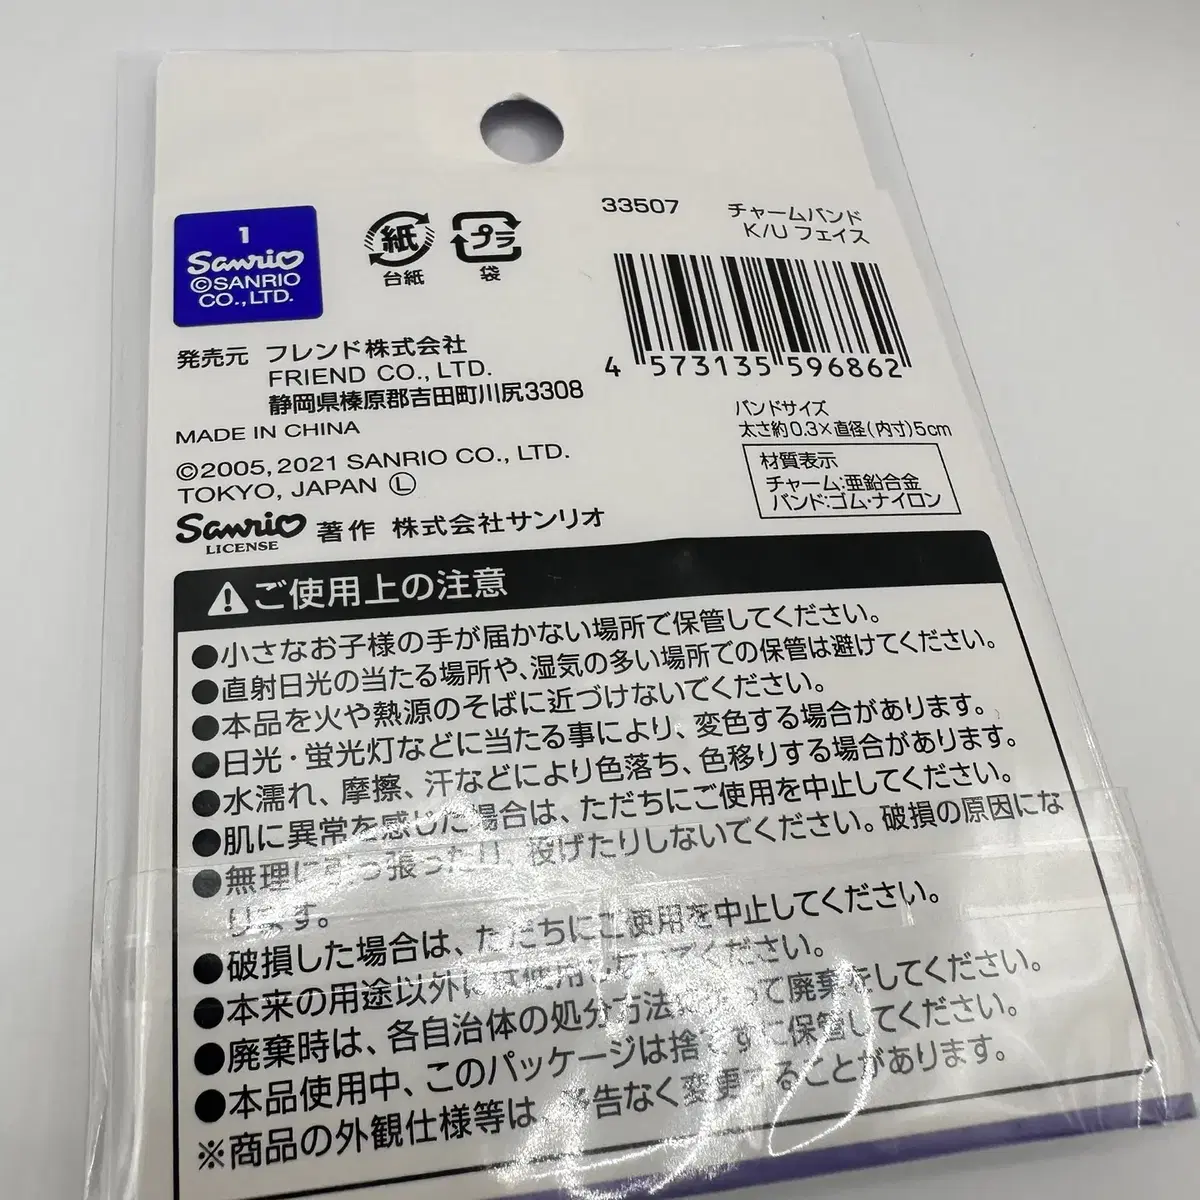 1
Sanrio
©SANRIO
CO.,LTD.
紙
台紙
プラ
袋
33507
チャームバンド
K/U フェイス
4 573135 596862
発売元 フレンド株式会社
FRIEND CO., LTD.
静岡県榛原郡吉田町川尻3308
MADE IN CHINA
©2005, 2021 SANRIO CO., LTD.
TOKYO, JAPAN Ⓛ
Sanrio
LICENSE
著作 株式会社サンリオ
バンドサイズ
太さ約0.3×直径(内寸)5cm
材質表示
チャーム:亜鉛合金
バンド:ゴム・ナイロン
ご使用上の注意
●小さなお子様の手が届かない場所で保管してください。
●直射日光の当たる場所や、湿気の多い場所での保管は避けてください。
●本品を火や熱源のそばに近づけないでください。
●日光・蛍光灯などに当たる事により、変色する場合があります。
●水濡れ、摩擦、汗などにより色落ち、色移りする場合があります。
●肌に異常を感じた場合は、ただちにご使用を中止してください。
●無理に引っ張ったり、投げたりしないでください。破損の原因にな
ります。
●破損した場合は、ただちにご使用を中止してください。
●本来の用途以外には使用しないでください。
●廃棄時は、各自治体の処分方法に従って廃棄をしてください。
●本品使用中、このパッケージは捨てずに保管してください。
※商品の外観仕様等は、予告なく変更することがあります。